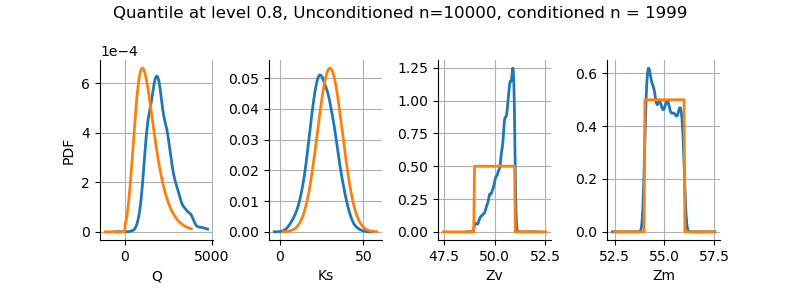 Quantile at level 0.8, Unconditioned n=10000, conditioned n = 1999
1e−4
6
4
2
0
PDF
0 5000
Q
0.05
0.04
0.03
0.02
0.01
0.00
0 50
Ks
1.25
1.00
0.75
0.50
0.25
0.00
47.5 50.0 52.5
Zv
0.6
0.4
0.2
0.0
52.5 55.0 57.5
Zm